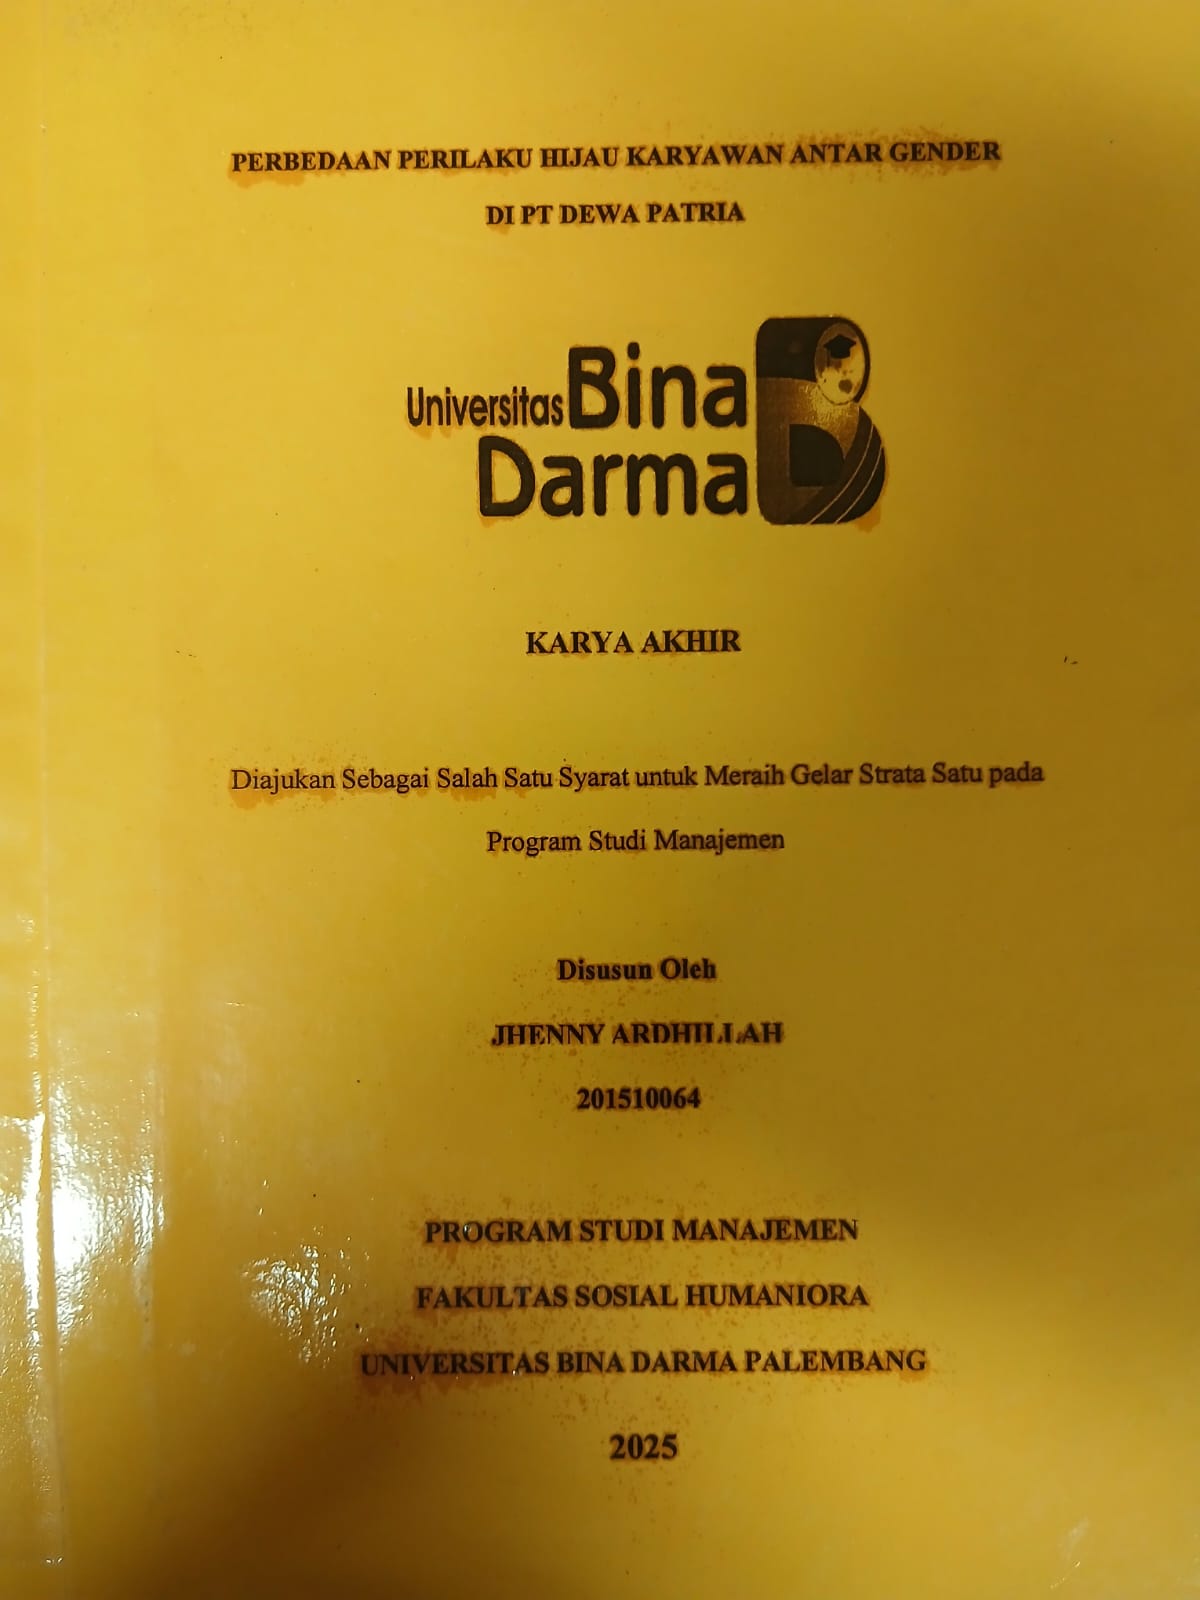 PERBEDAAN PERILAKU HIJAU KARYAWAN ANTAR GENDER
DI PT DEWA PATRIA
Universitas Bina
Darma
KARYA AKHIR
Diajukan Sebagai Salah Satu Syarat untuk Meraih Gelar Strata Satu pada
Program Studi Manajemen
Disusun Oleh
JHENNY ARDHILLAH
201510064
PROGRAM STUDI MANAJEMEN
FAKULTAS SOSIAL HUMANIORA
UNIVERSITAS BINA DARMA PALEMBANG
2025